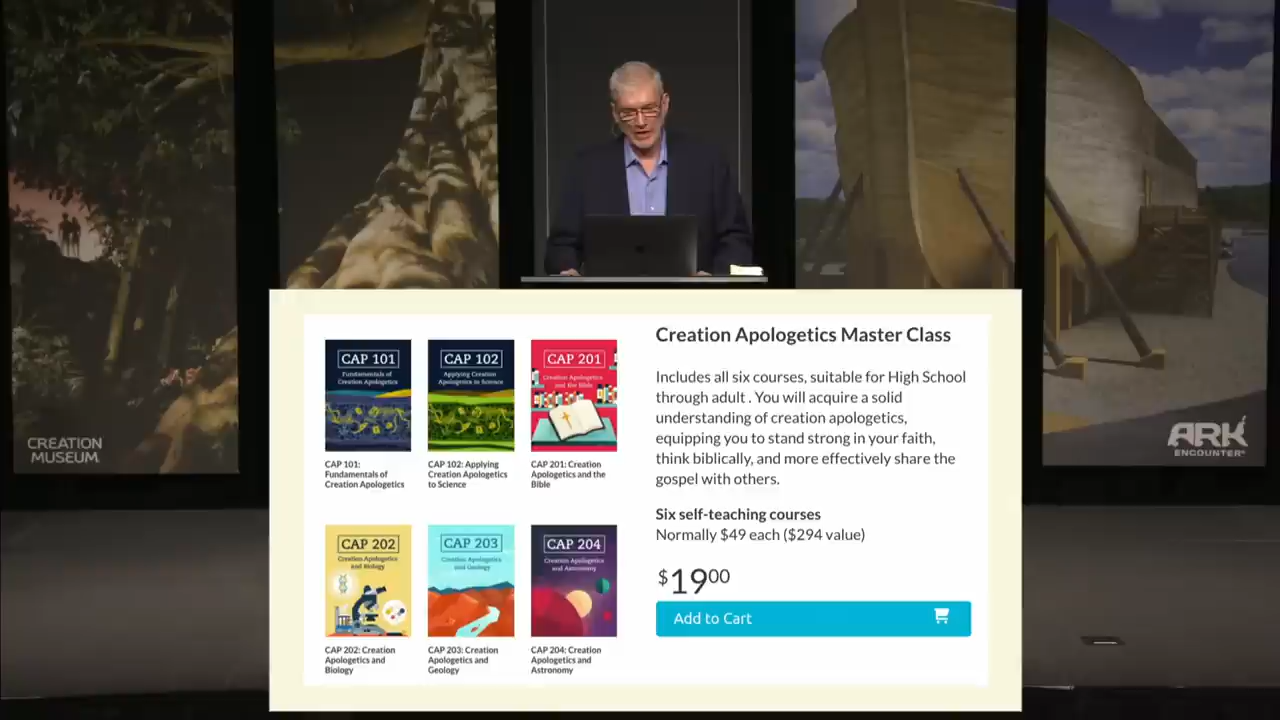 CREATION
MUSEUM®
ARK
ENCOUNTER®
CAP 101
Fundamentals of
Creation Apologetics
CAP 101:
Fundamentals of
Creation Apologetics
CAP 102
Applying Creation
Apologetics to Science
CAP 102: Applying
Creation Apologetics
to Science
CAP 201
Creation Apologetics
and the Bible
CAP 201: Creation
Apologetics and the
Bible
CAP 202
Creation Apologetics
and Biology
CAP 202: Creation
Apologetics and
Biology
CAP 203
Creation Apologetics
and Geology
CAP 203: Creation
Apologetics and
Geology
CAP 204
Creation Apologetics
and Astronomy
CAP 204: Creation
Apologetics and
Astronomy
Creation Apologetics Master Class
Includes all six courses, suitable for High School
through adult . You will acquire a solid
understanding of creation apologetics,
equipping you to stand strong in your faith,
think biblically, and more effectively share the
gospel with others.
Six self-teaching courses
Normally $49 each ($294 value)
$1900
Add to Cart